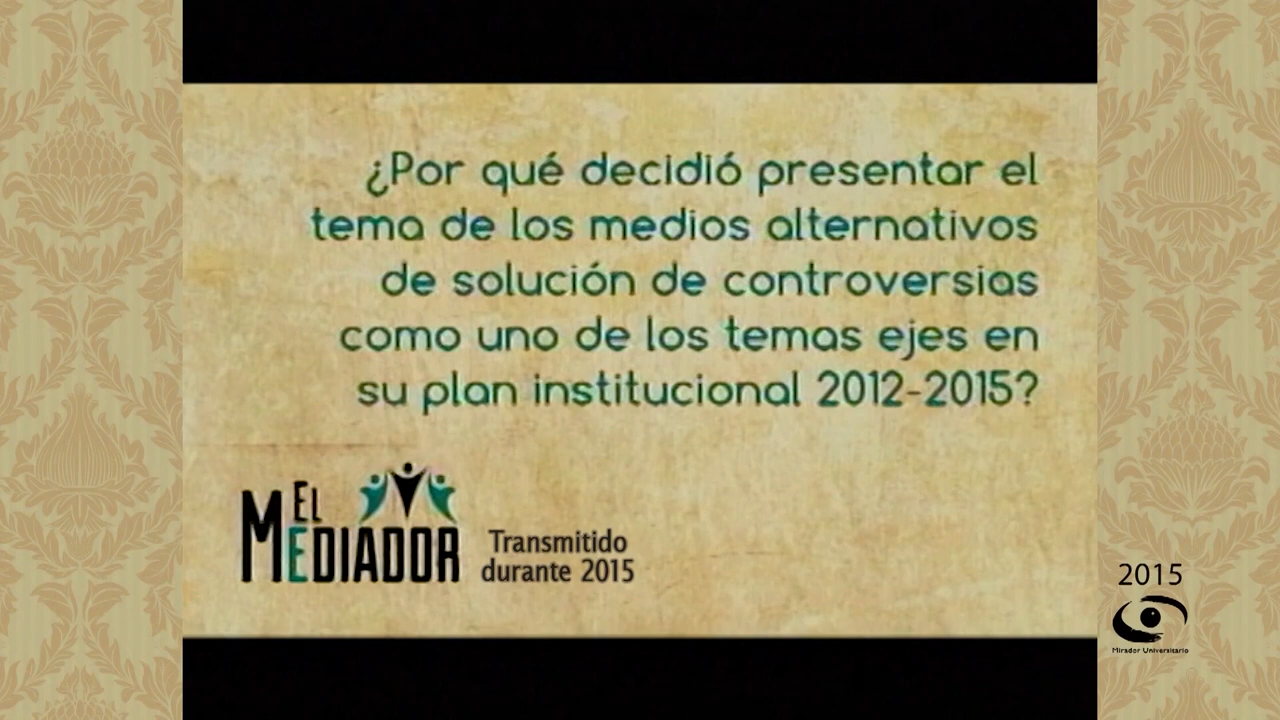 ¿Por qué decidió presentar el
tema de los medios alternativos
de solución de controversias
como uno de los temas ejes en
su plan institucional 2012-2015?
EL
MEDIADOR
Transmitido
durante 2015
2015
Mirador Universitario